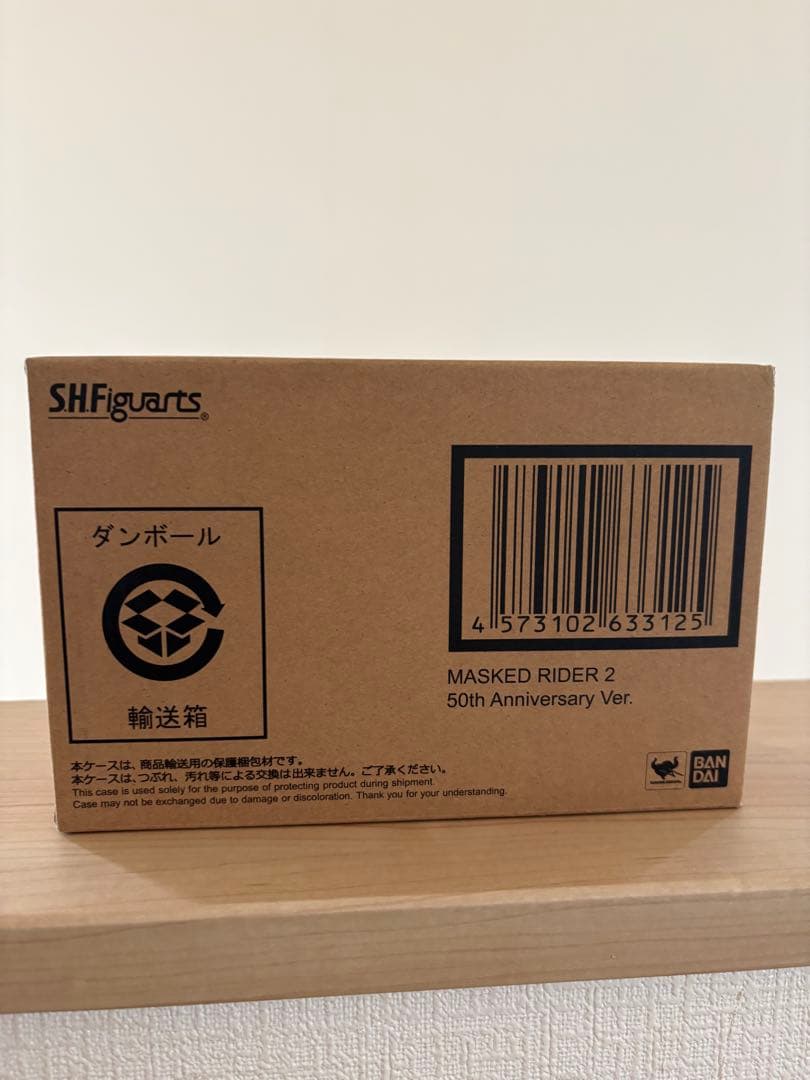 S.H.Figuarts®
ダンボール
輸送箱
4 573102 633125
MASKED RIDER 2
50th Anniversary Ver.
本ケースは、商品輸送用の保護梱包材です。
本ケースは、つぶれ、汚れ等による交換は出来ません。ご了承ください。
This case is used solely for the purpose of protecting product during shipment.
Case may not be exchanged due to damage or discoloration. Thank you for your understanding.
BAN
DAI